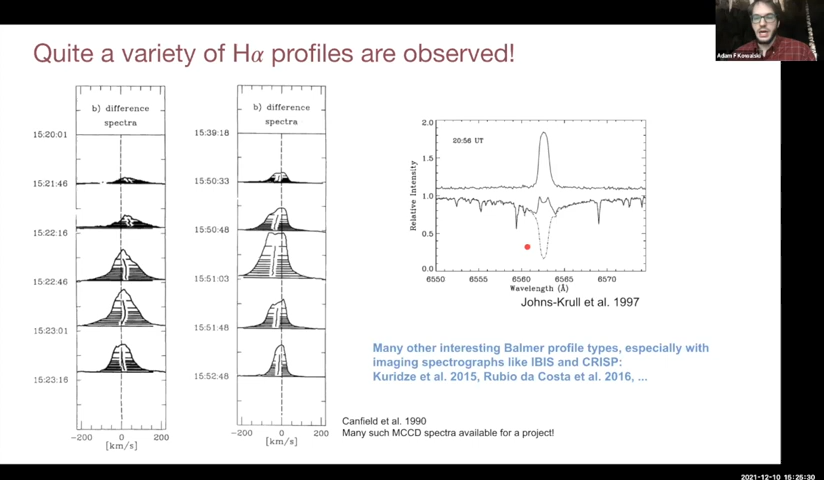 Adam F Kowalski
Quite a variety of Hα profiles are observed!
b) difference
spectra
15:20:01
15:21:46
15:22:16
15:22:46
15:23:01
15:23:16
-200 0 200
[km/s]
b) difference
spectra
15:39:18
15:50:33
15:50:48
15:51:03
15:51:48
15:52:48
-200 0 200
[km/s]
20:56 UT
Relative Intensity
2.0
1.5
1.0
0.5
0.0
6550 6555 6560 6565 6570
Wavelength (Å)
Johns-Krull et al. 1997
Many other interesting Balmer profile types, especially with
imaging spectrographs like IBIS and CRISP:
Kuridze et al. 2015, Rubio da Costa et al. 2016, ...
Canfield et al. 1990
Many such MCCD spectra available for a project!
2021-12-10 15:25:30